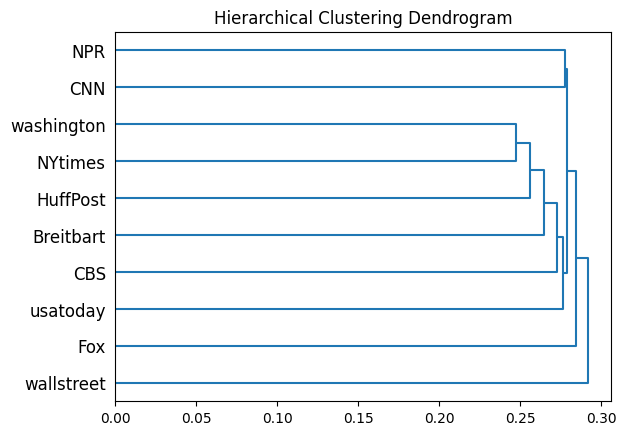 Hierarchical Clustering Dendrogram
NPR
CNN
washington
NYtimes
HuffPost
Breitbart
CBS
usatoday
Fox
wallstreet
0.00 0.05 0.10 0.15 0.20 0.25 0.30